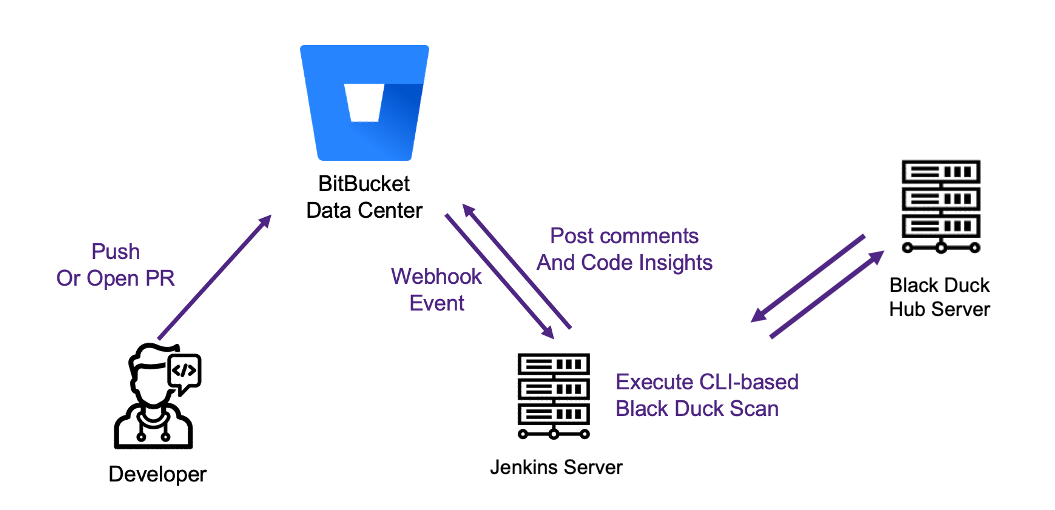 BitBucket
Data Center
Push
Or Open PR
Post comments
And Code Insights
Webhook
Event
Black Duck
Hub Server
</>
Execute CLI-based
Black Duck Scan
Developer
Jenkins Server